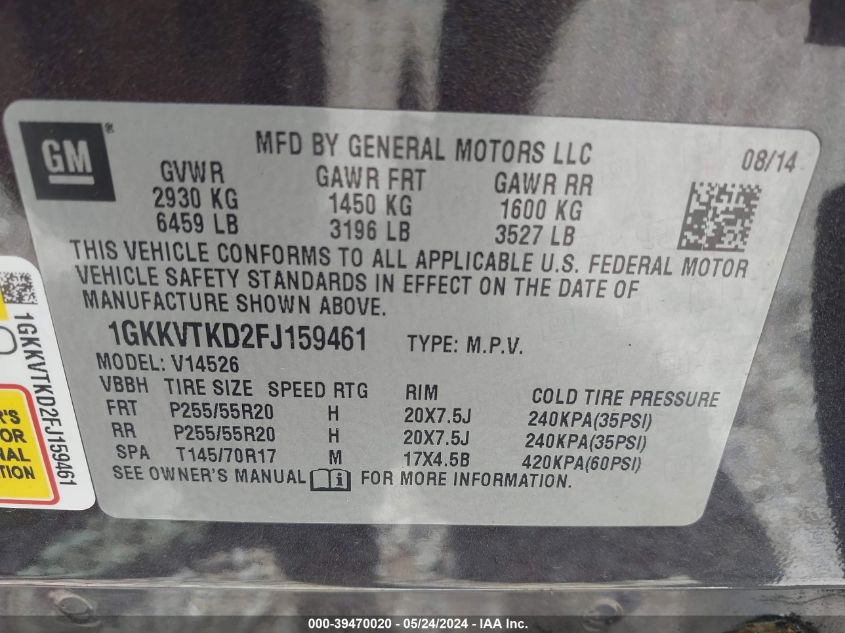 GM®
MFD BY GENERAL MOTORS LLC
08/14
GVWR GAWR FRT GAWR RR
2930 KG 1450 KG 1600 KG
6459 LB 3196 LB 3527 LB
THIS VEHICLE CONFORMS TO ALL APPLICABLE U.S. FEDERAL MOTOR
VEHICLE SAFETY STANDARDS IN EFFECT ON THE DATE OF
MANUFACTURE SHOWN ABOVE.
1GKKVTKD2FJ159461 TYPE: M.P.V.
MODEL: V14526
VBBH TIRE SIZE SPEED RTG RIM COLD TIRE PRESSURE
FRT P255/55R20 H 20X7.5J 240KPA(35PSI)
RR P255/55R20 H 20X7.5J 240KPA(35PSI)
SPA T145/70R17 M 17X4.5B 420KPA(60PSI)
SEE OWNER'S MANUAL i FOR MORE INFORMATION.
1GKKVTKD2FJ159461
R'S
OR
NAL
TION
000-39470020 / 05/24/2024 - IAA Inc.